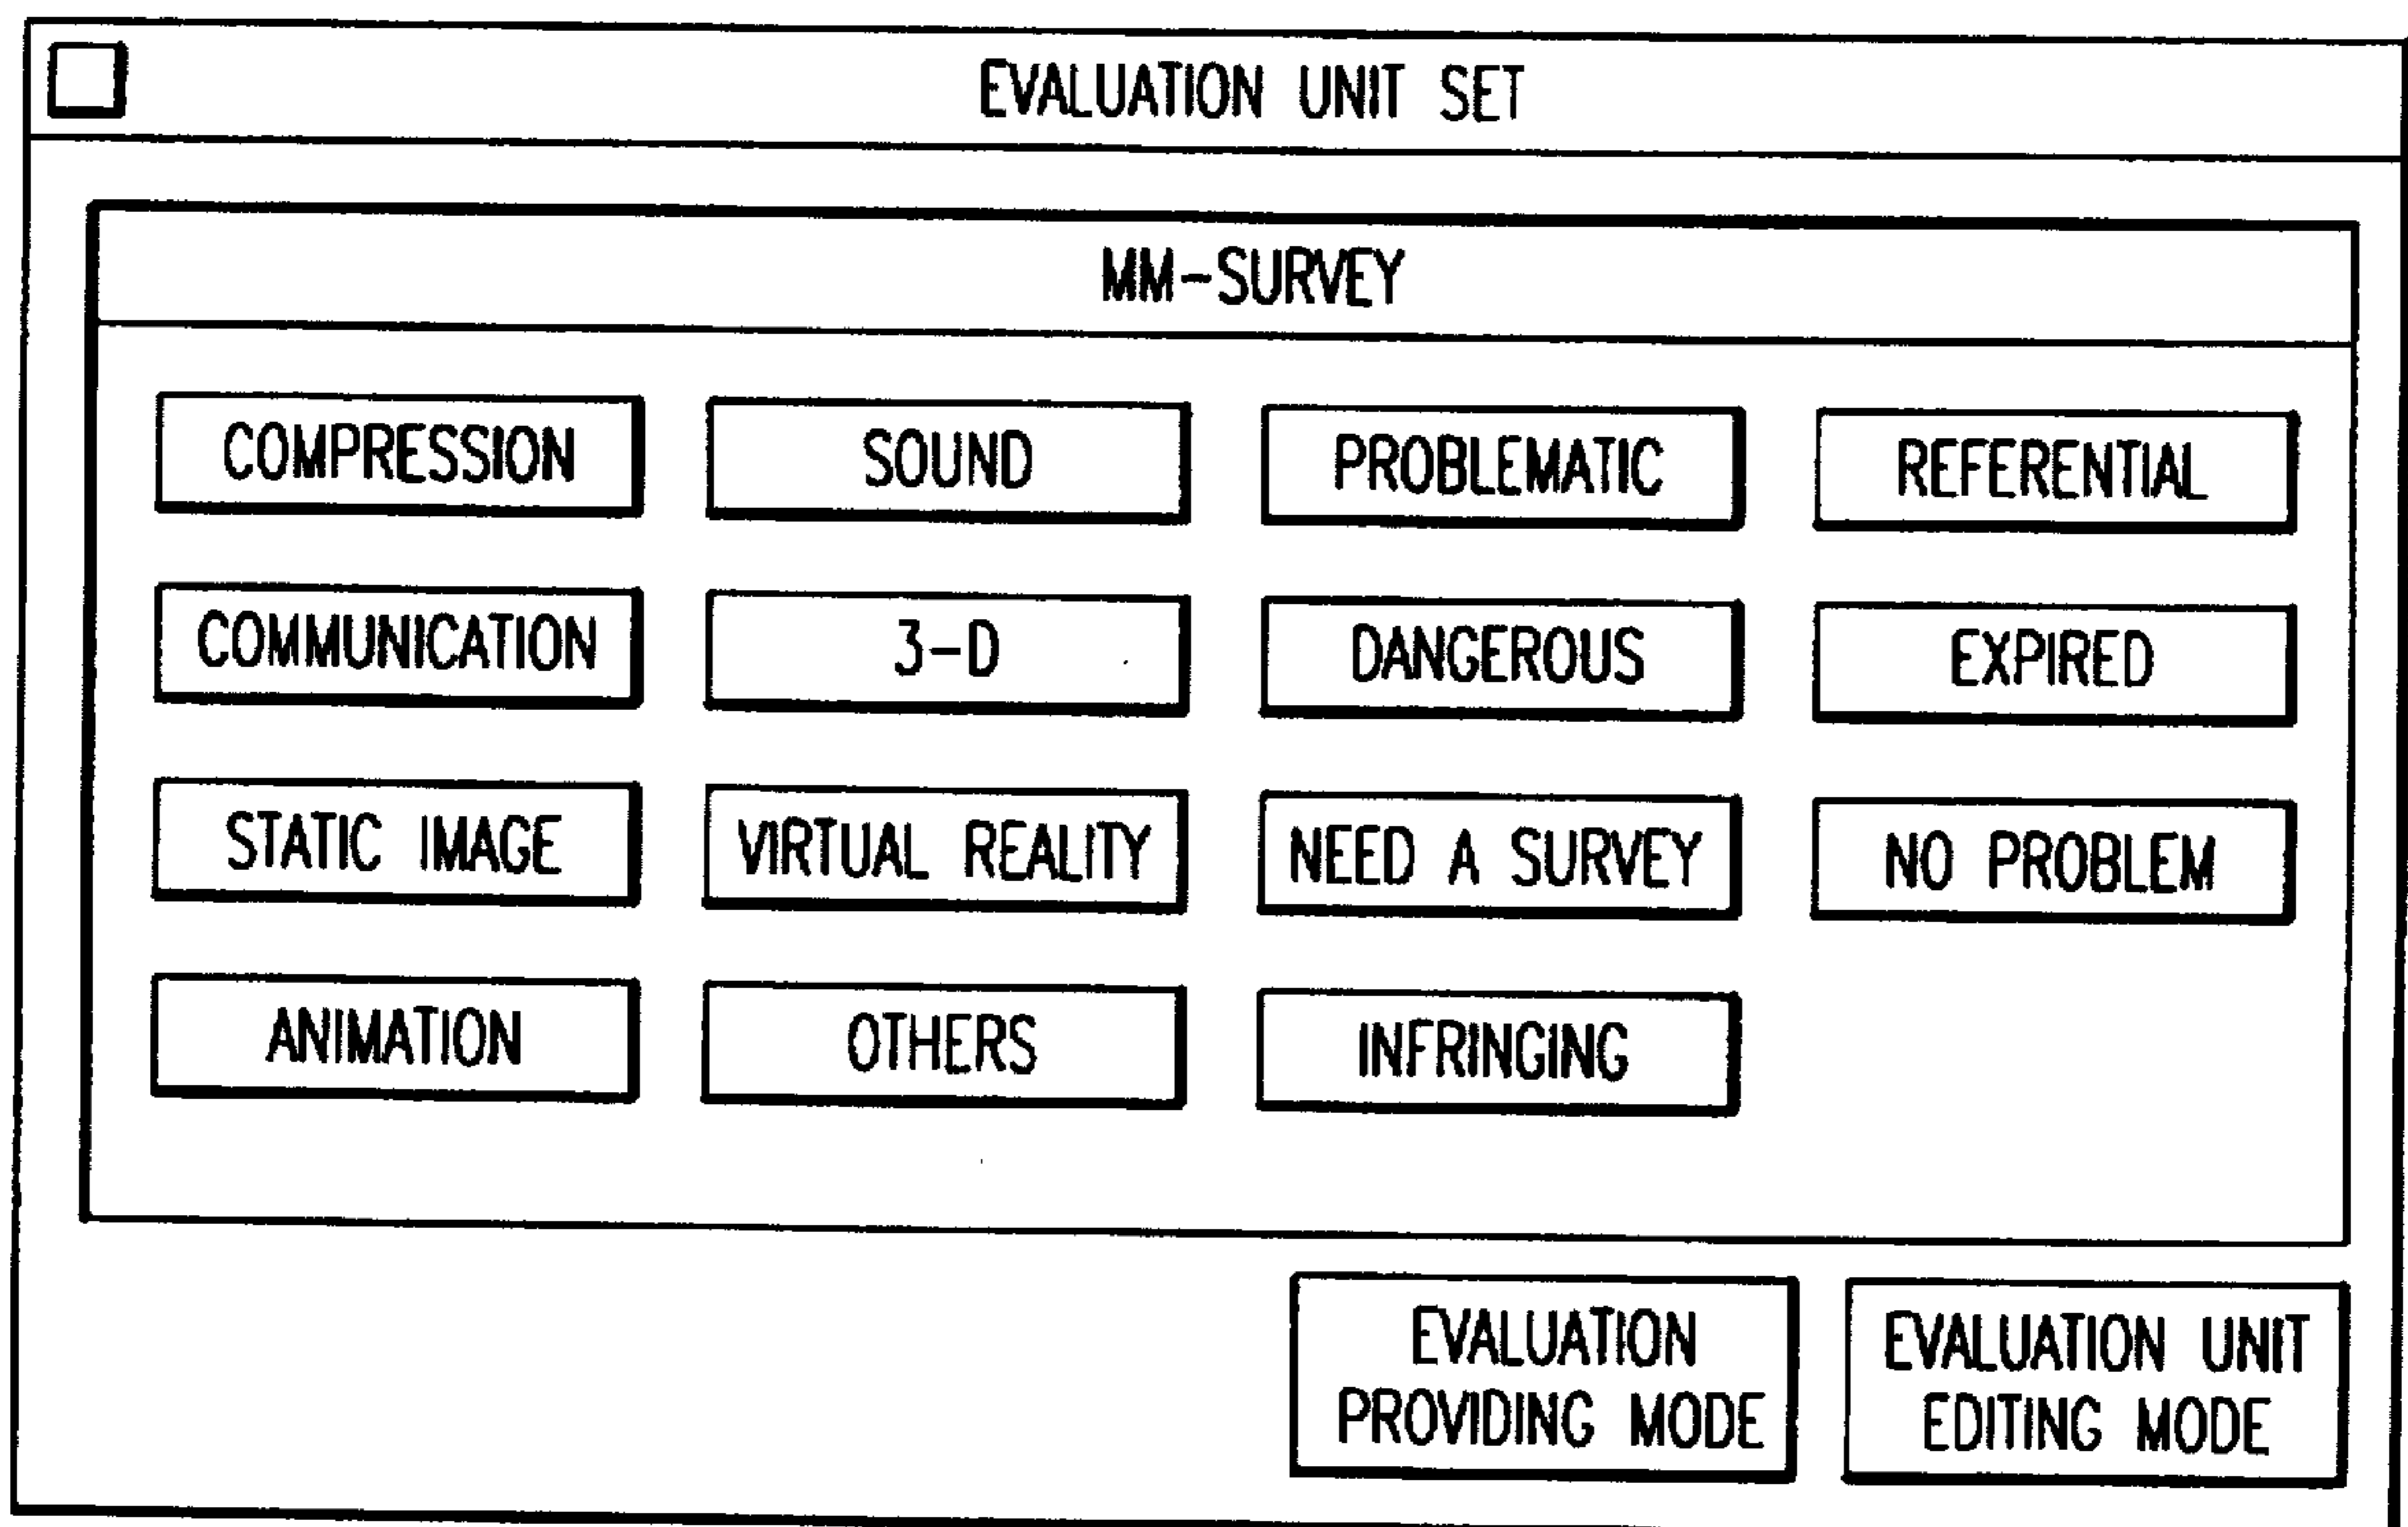 EVALUATION UNIT SET
MM-SURVEY
COMPRESSION SOUND PROBLEMATIC REFERENTIAL
COMMUNICATION 3-D DANGEROUS EXPIRED
STATIC IMAGE VIRTUAL REALITY NEED A SURVEY NO PROBLEM
ANIMATION OTHERS INFRINGING
EVALUATION
PROVIDING MODE
EVALUATION UNIT
EDITING MODE